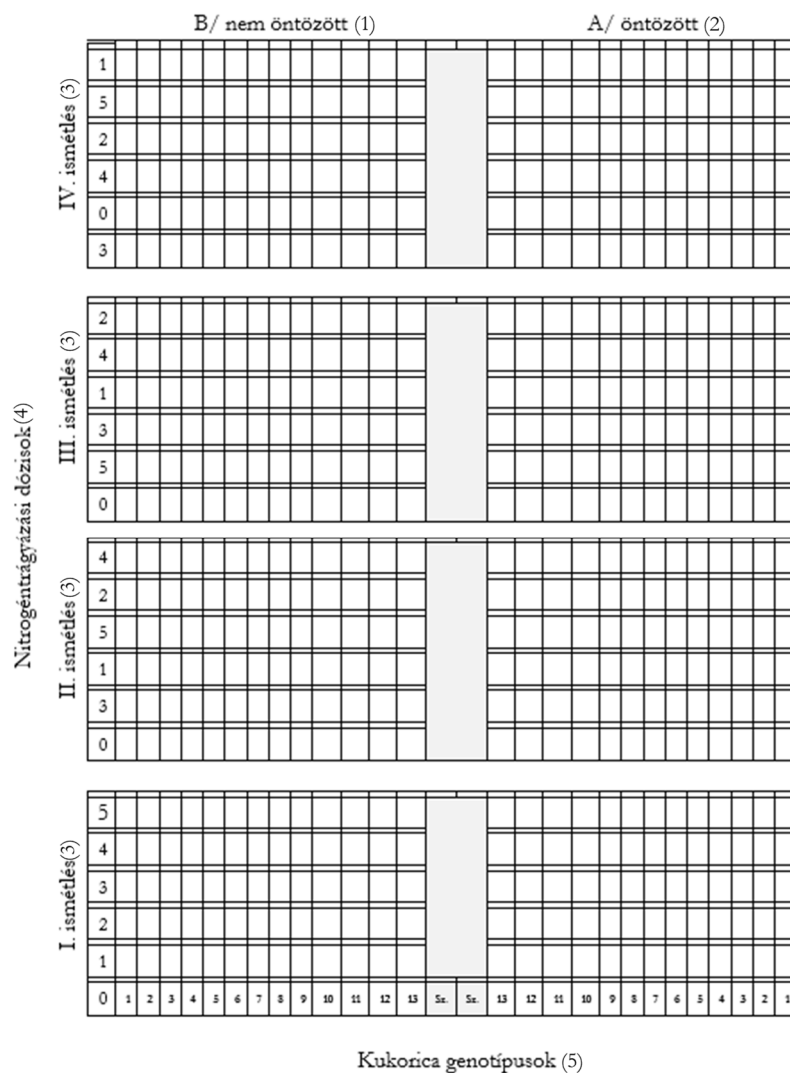 B/ nem öntözött (1) A/ öntözött (2)
Nitrogéntrágyázási dózisok (4)
IV. ismétlés (3)
1
5
2
4
0
3
III. ismétlés (3)
2
4
1
3
5
0
II. ismétlés (3)
4
2
5
1
3
0
I. ismétlés(3)
5
4
3
2
1
0 1 2 3 4 5 6 7 8 9 10 11 12 13 Sz. Sz. 13 12 11 10 9 8 7 6 5 4 3 2 1
Kukorica genotípusok (5)